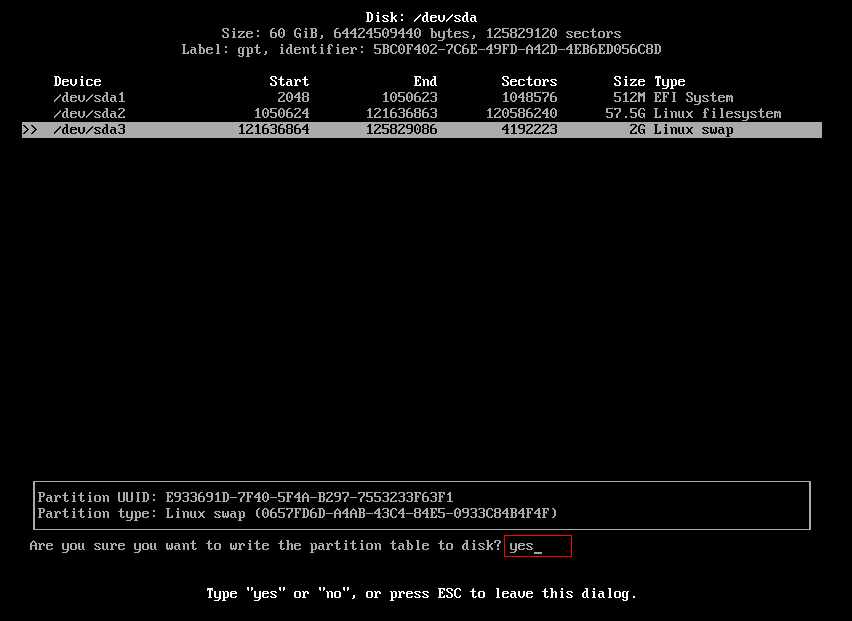 Disk: /dev/sda
Size: 60 GiB, 64424509440 bytes, 125829120 sectors
Label: gpt, identifier: 5BC0F402-7C6E-49FD-A42D-4EB6ED056C8D
Device Start End Sectors Size Type
/dev/sda1 2048 1050623 1048576 512M EFI System
/dev/sda2 1050624 121636863 120586240 57.5G Linux filesystem
>> /dev/sda3 121636864 125829086 4192223 2G Linux swap
Partition UUID: E933691D-7F40-5F4A-B297-7553233F63F1
Partition type: Linux swap (0657FD6D-A4AB-43C4-84E5-0933C84B4F4F)
Are you sure you want to write the partition table to disk? yes_
Type "yes" or "no", or press ESC to leave this dialog.